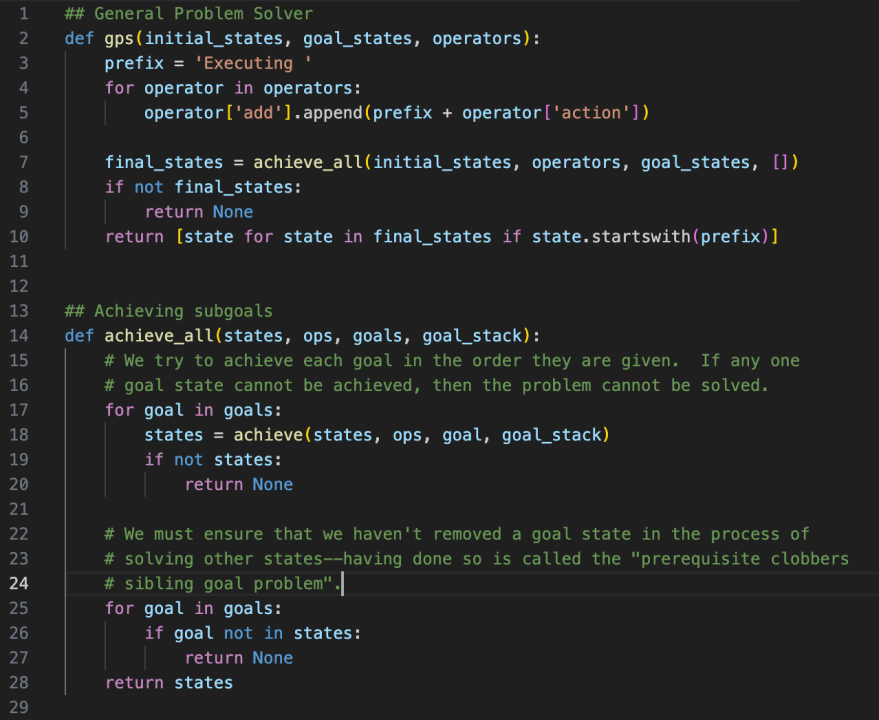 1 ## General Problem Solver
2 def gps(initial_states, goal_states, operators):
3     prefix = 'Executing '
4     for operator in operators:
5         operator['add'].append(prefix + operator['action'])
6
7     final_states = achieve_all(initial_states, operators, goal_states, [])
8     if not final_states:
9         return None
10     return [state for state in final_states if state.startswith(prefix)]
11
12
13 ## Achieving subgoals
14 def achieve_all(states, ops, goals, goal_stack):
15     # We try to achieve each goal in the order they are given.  If any one
16     # goal state cannot be achieved, then the problem cannot be solved.
17     for goal in goals:
18         states = achieve(states, ops, goal, goal_stack)
19         if not states:
20             return None
21
22     # We must ensure that we haven't removed a goal state in the process of
23     # solving other states--having done so is called the "prerequisite clobbers
24     # sibling goal problem".
25     for goal in goals:
26         if goal not in states:
27             return None
28     return states
29